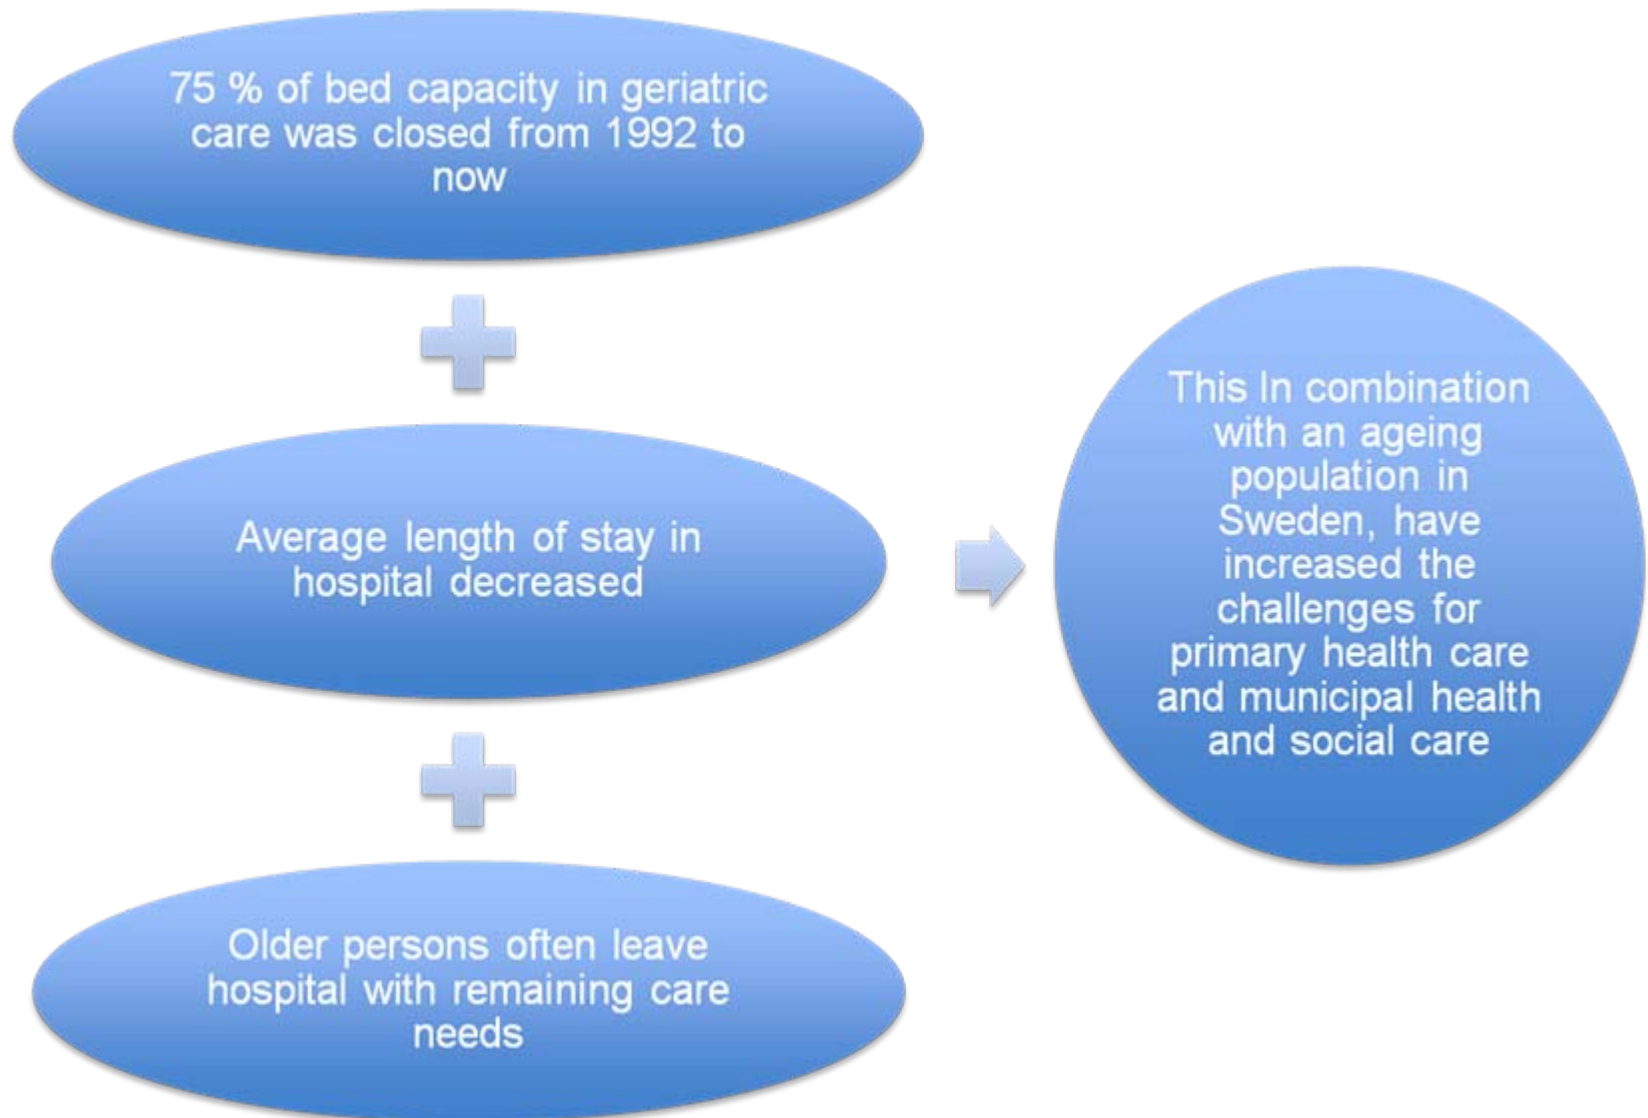 75 % of bed capacity in geriatric
care was closed from 1992 to
now
Average length of stay in
hospital decreased
Older persons often leave
hospital with remaining care
needs
This In combination
with an ageing
population in
Sweden, have
increased the
challenges for
primary health care
and municipal health
and social care